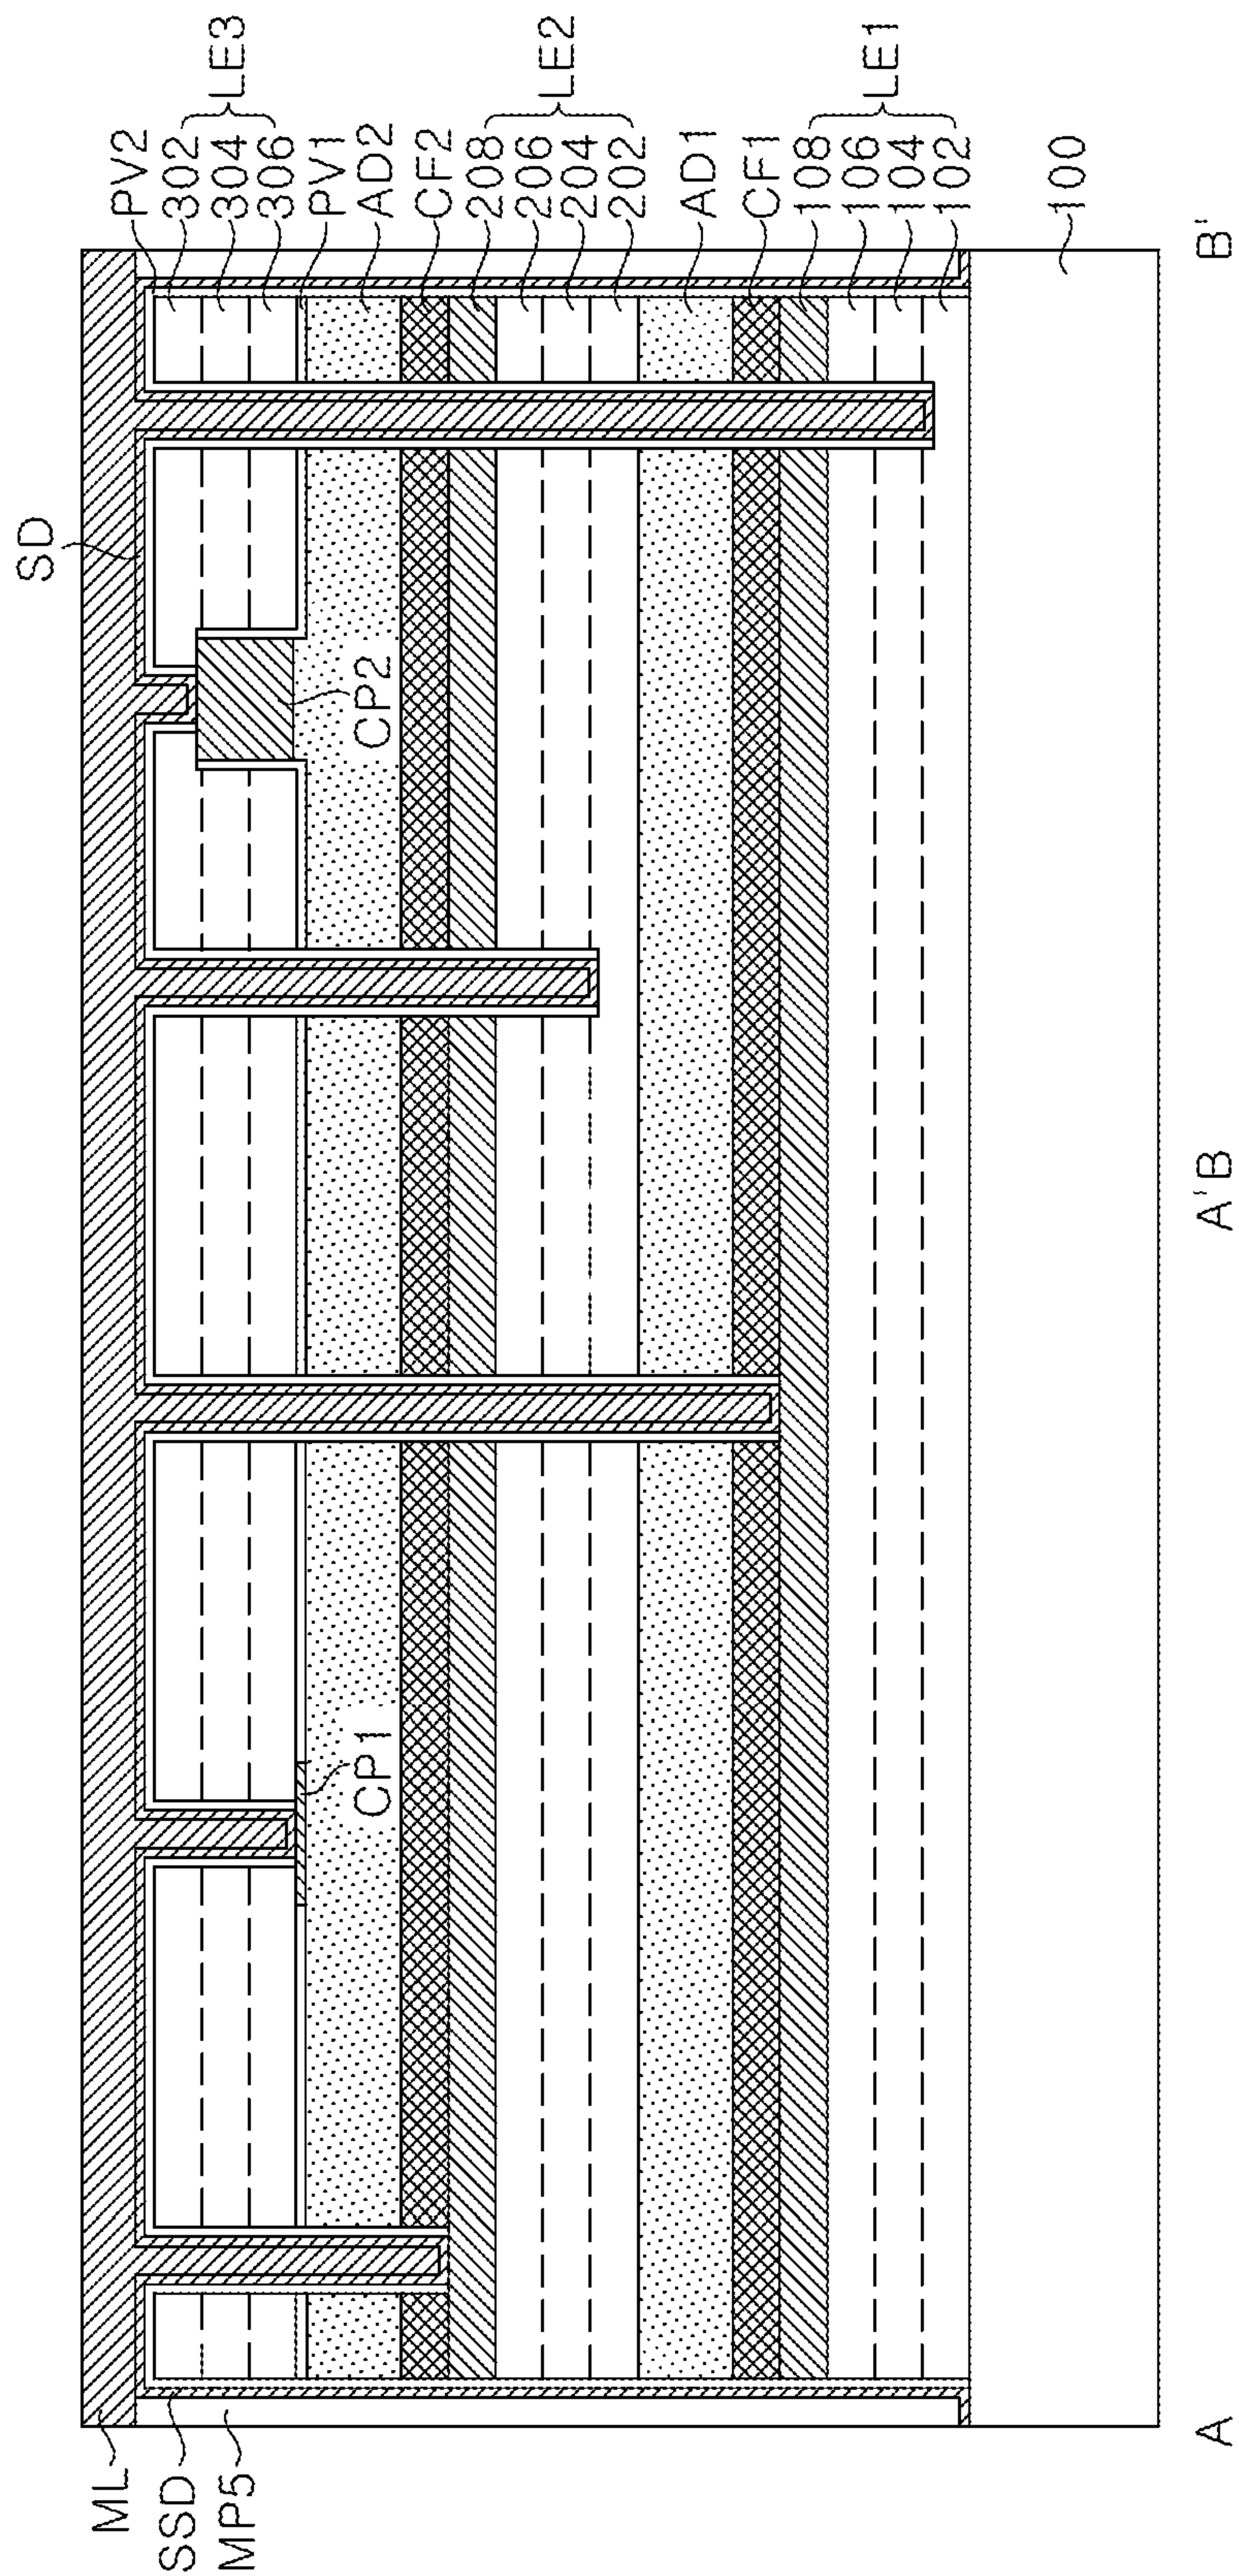 SD
PV2
302
304
306
LE3
PV1
AD2
CF2
208
206
204
202
LE2
AD1
CF1
108
106
104
102
LE1
100
CP2
CP1
ML
SSD
MP5
A
A'
B
B'